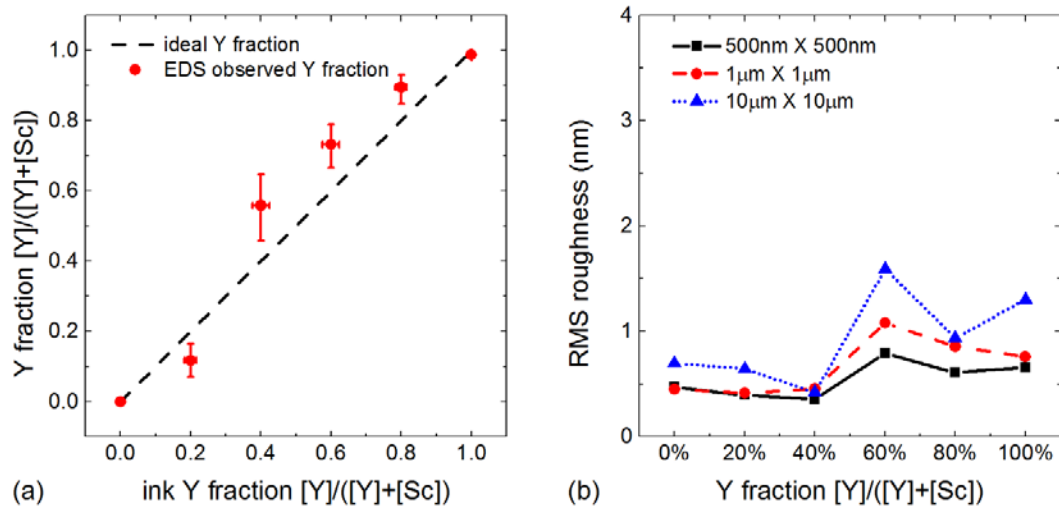 ideal Y fraction
EDS observed Y fraction
1.0
0.8
0.6
0.4
0.2
0.0
Y fraction [Y]/([Y]+[Sc])
0.0 0.2 0.4 0.6 0.8 1.0
ink Y fraction [Y]/([Y]+[Sc])
(a)
500nm X 500nm
1μm X 1μm
10μm X 10μm
4
3
2
1
0
RMS roughness (nm)
0% 20% 40% 60% 80% 100%
Y fraction [Y]/([Y]+[Sc])
(b)